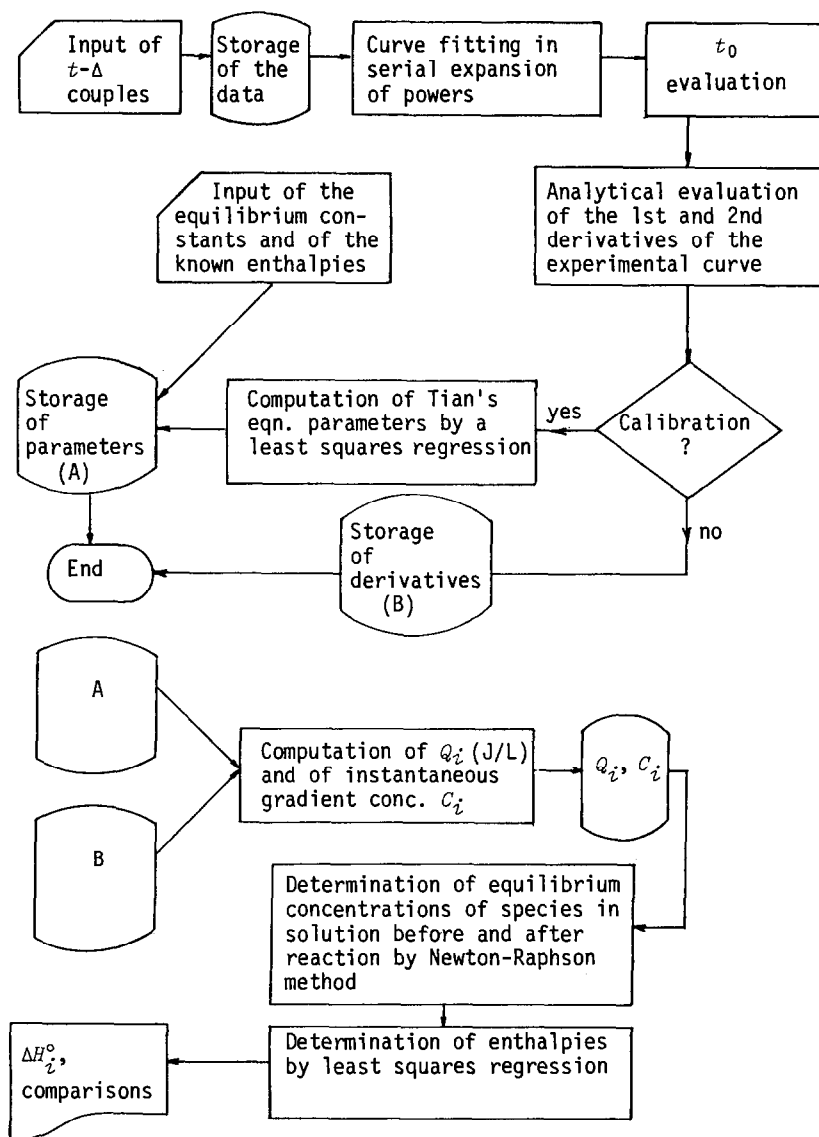 Input of
t-Δ
couples
Storage
of the
data
Curve fitting in
serial expansion
of powers
t0
evaluation
Input of the
equilibrium con-
stants and of the
known enthalpies
Analytical evaluation
of the 1st and 2nd
derivatives of the
experimental curve
Storage
of
parameters
(A)
Computation of Tian's
eqn. parameters by a
least squares regression
yes
Calibration
?
no
End
Storage
of
derivatives
(B)
A
B
Computation of Qi (J/L)
and of instantaneous
gradient conc. Ci
Qi, Ci
Determination of equilibrium
concentrations of species in
solution before and after
reaction by Newton-Raphson
method
Determination of enthalpies
by least squares regression
ΔH°i,
comparisons